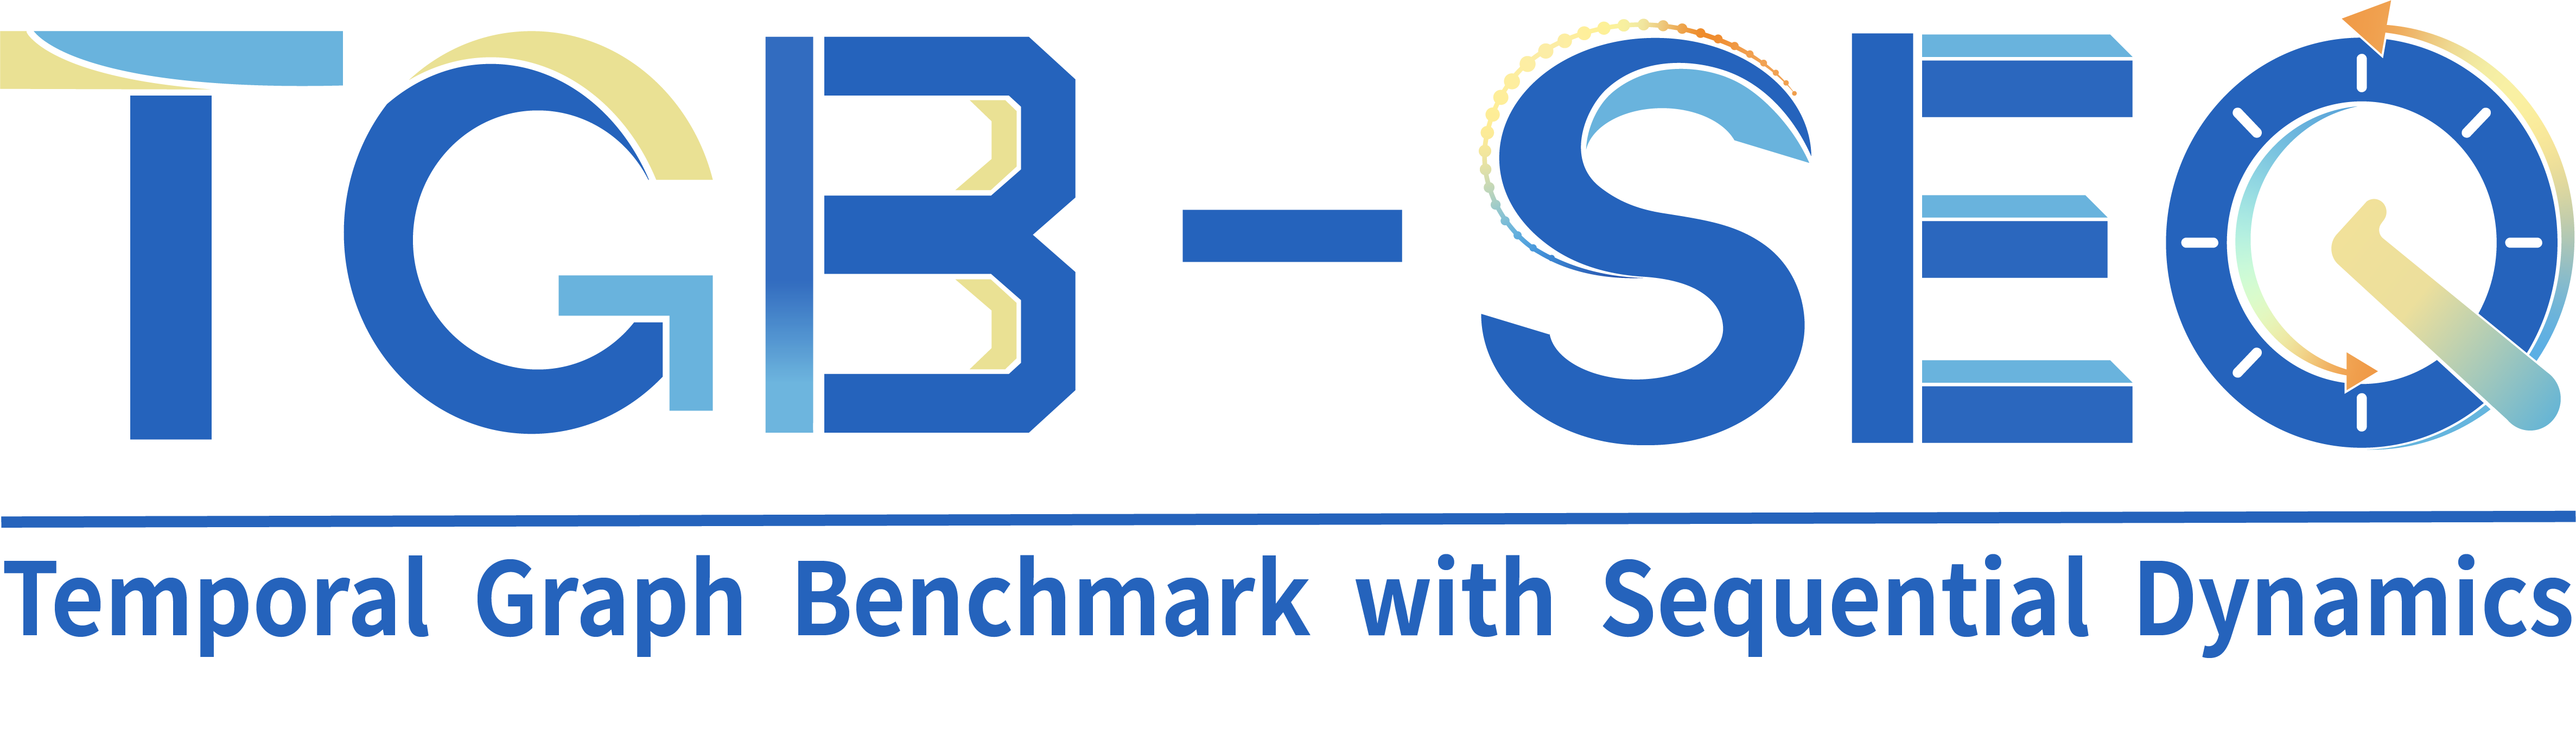 TGB-SEQ
Temporal Graph Benchmark with Sequential Dynamics